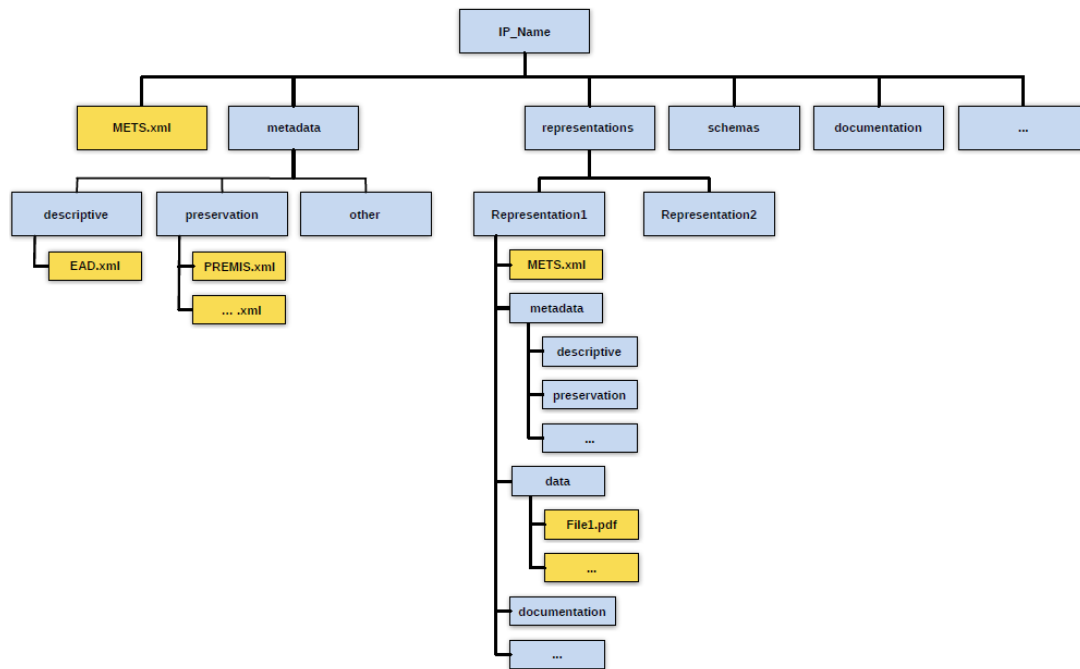 IP_Name
METS.xml
metadata
representations
schemas
documentation
...
descriptive
preservation
other
Representation1
Representation2
EAD.xml
PREMIS.xml
... .xml
METS.xml
metadata
descriptive
preservation
...
data
File1.pdf
...
documentation
...